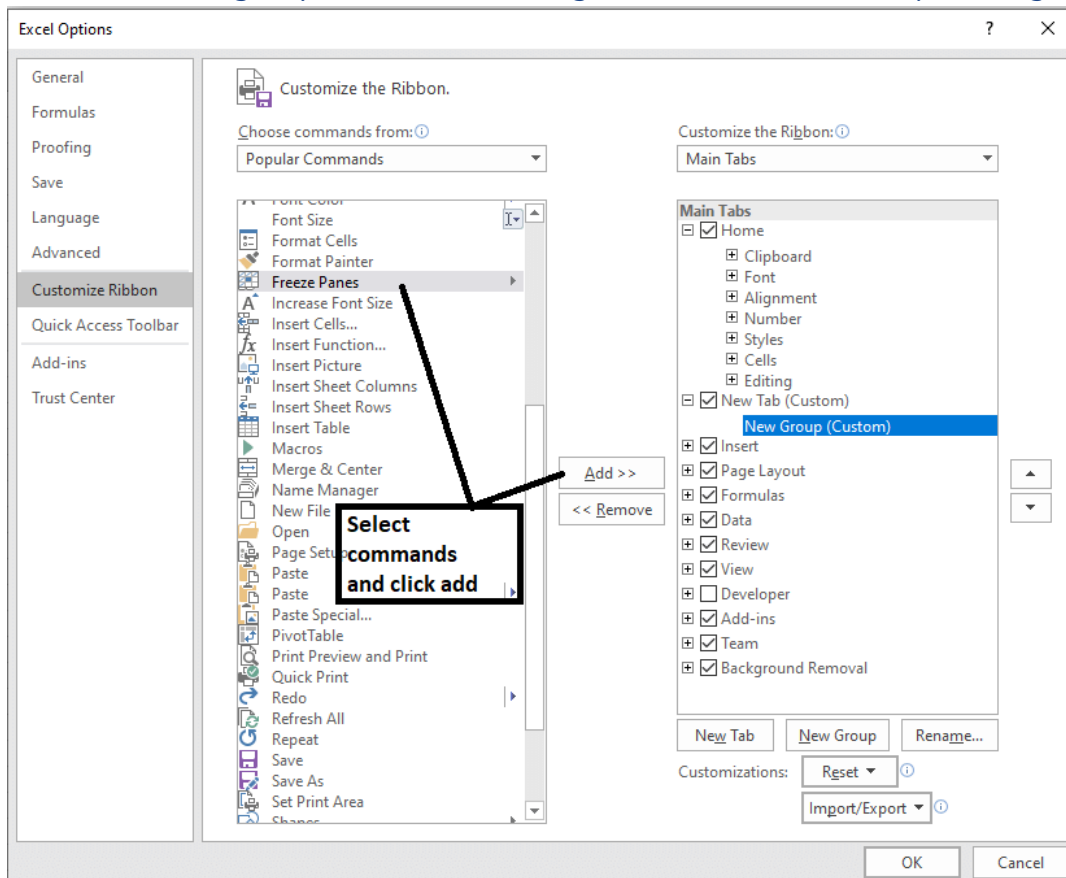 Excel Options
?
General
Formulas
Proofing
Save
Language
Advanced
Customize Ribbon
Quick Access Toolbar
Add-ins
Trust Center
Customize the Ribbon.
Choose commands from:
Popular Commands
Font Color
Font Size
Format Cells
Format Painter
Freeze Panes
Increase Font Size
Insert Cells...
Insert Function...
Insert Picture
Insert Sheet Columns
Insert Sheet Rows
Insert Table
Macros
Merge & Center
Name Manager
New File
Open
Page Setup
Paste
Paste
Paste Special...
PivotTable
Print Preview and Print
Quick Print
Redo
Refresh All
Repeat
Save
Save As
Set Print Area
Shapes
Select
commands
and click add
Add >>
<< Remove
Customize the Ribbon:
Main Tabs
Main Tabs
Home
Clipboard
Font
Alignment
Number
Styles
Cells
Editing
New Tab (Custom)
New Group (Custom)
Insert
Page Layout
Formulas
Data
Review
View
Developer
Add-ins
Team
Background Removal
New Tab
New Group
Rename...
Customizations:
Reset
Import/Export
OK
Cancel